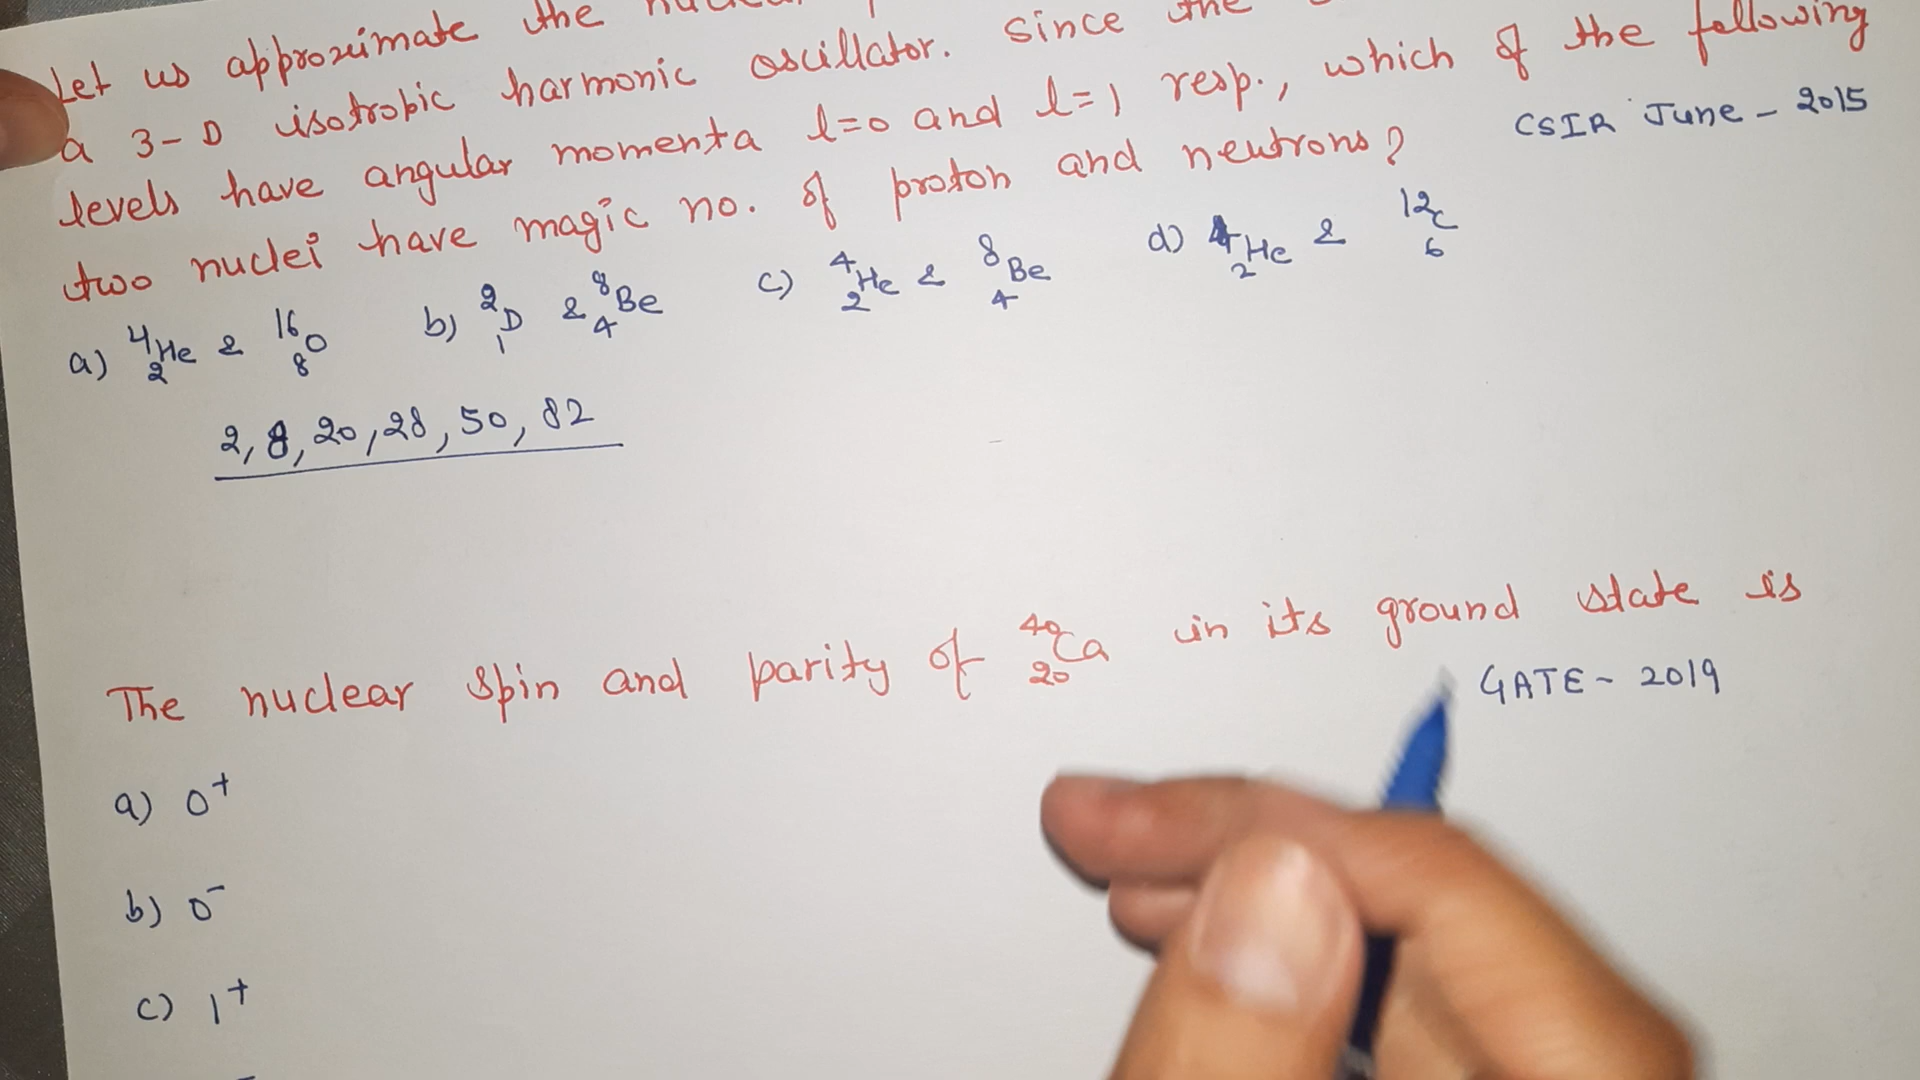 Let us approximate the
a 3-D isotropic harmonic oscillator. Since the
levels have angular momenta l=0 and l=1 resp., which of the following
two nuclei have magic no. of proton and neutrons? CSIR June - 2015
a) ⁴₂He & ¹⁶₈O b) ²₁D & ⁸₄Be c) ⁴₂He & ⁸₄Be d) ⁴₂He & ¹²₆C
2, 8, 20, 28, 50, 82
The nuclear spin and parity of ⁴⁰₂₀Ca in its ground state is
GATE - 2019
a) 0⁺
b) 0⁻
c) 1⁺